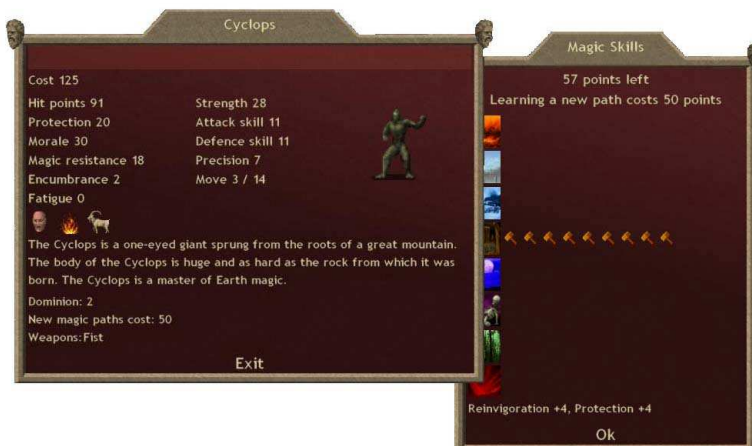 Cyclops
Cost 125
Hit points 91
Strength 28
Protection 20
Attack skill 11
Morale 30
Defence skill 11
Magic resistance 18
Precision 7
Encumbrance 2
Move 3 / 14
Fatigue 0
The Cyclops is a one-eyed giant sprung from the roots of a great mountain.
The body of the Cyclops is huge and as hard as the rock from which it was
born. The Cyclops is a master of Earth magic.
Dominion: 2
New magic paths cost: 50
Weapons: Fist
Exit
Magic Skills
57 points left
Learning a new path costs 50 points
Reinvigoration +4, Protection +4
Ok